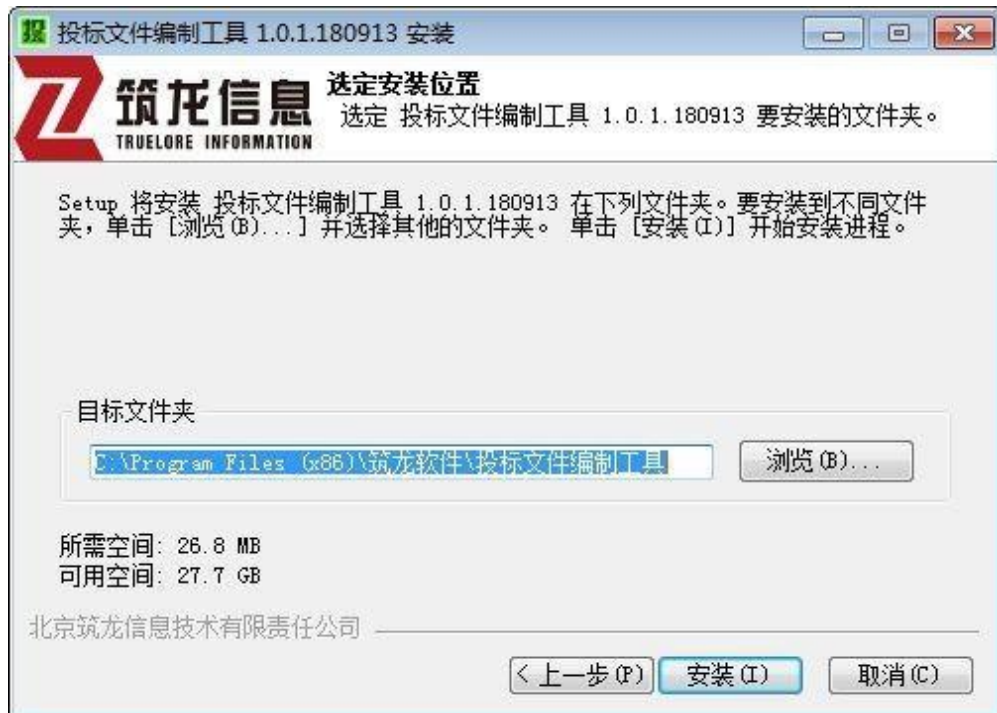 投 投标文件编制工具 1.0.1.180913 安装
筑龙信息
TRUELORE INFORMATION
选定安装位置
选定 投标文件编制工具 1.0.1.180913 要安装的文件夹。
Setup 将安装 投标文件编制工具 1.0.1.180913 在下列文件夹。要安装到不同文件
夹，单击 [浏览(B)...] 并选择其他的文件夹。 单击 [安装(I)] 开始安装进程。
目标文件夹
C:\Program Files (x86)\筑龙软件\投标文件编制工具
浏览(B)...
所需空间: 26.8 MB
可用空间: 27.7 GB
北京筑龙信息技术有限责任公司
< 上一步(P)
安装(I)
取消(C)